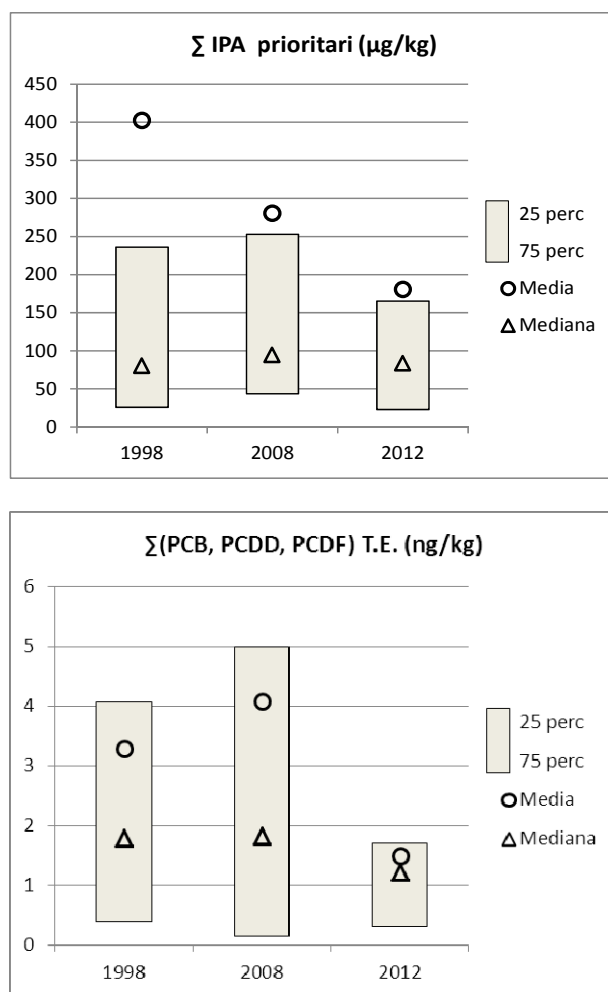 ∑ IPA prioritari (µg/kg)
450
400
350
300
250
200
150
100
50
0
1998 2008 2012
25 perc
75 perc
Media
Mediana
∑(PCB, PCDD, PCDF) T.E. (ng/kg)
6
5
4
3
2
1
0
1998 2008 2012
25 perc
75 perc
Media
Mediana